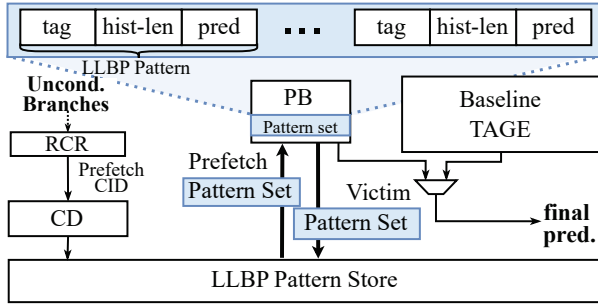 tag hist-len pred ... tag hist-len pred
LLBP Pattern
Uncond.
Branches
PB
Pattern set
Baseline
TAGE
RCR
Prefetch
CID
Prefetch
Pattern Set
Victim
Pattern Set
CD
final
pred.
LLBP Pattern Store